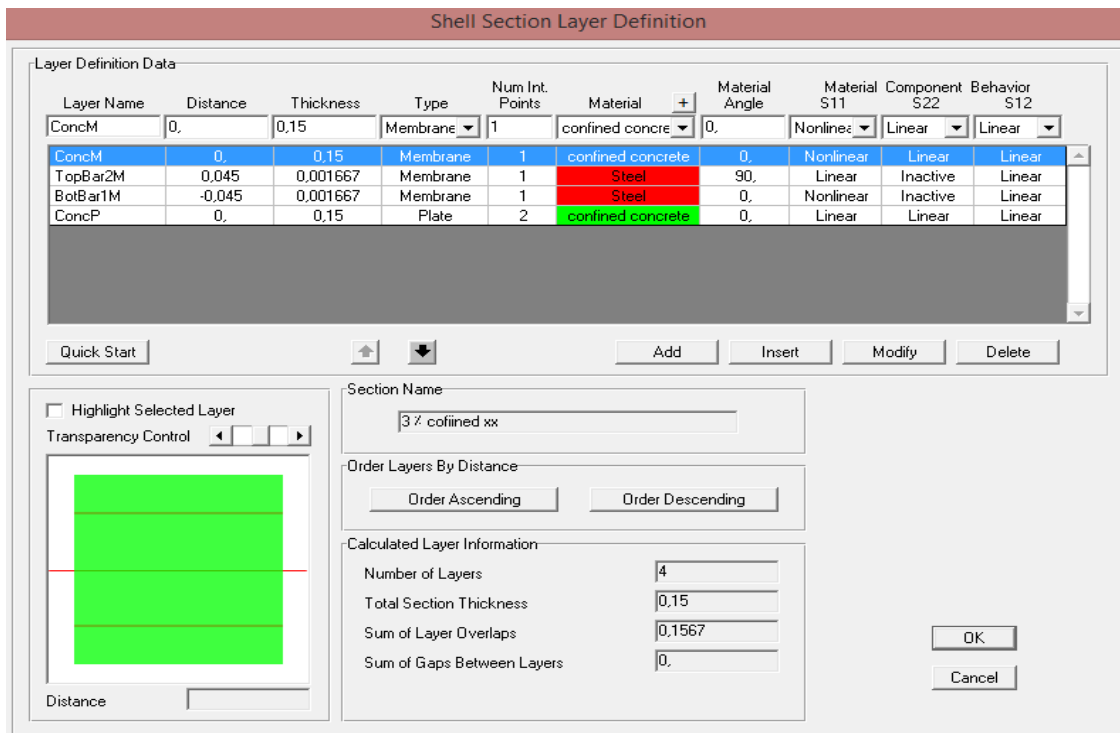 Shell Section Layer Definition
Layer Definition Data
Num Int. Material Material Component Behavior
Layer Name Distance Thickness Type Points Material + Angle S11 S22 S12
ConcM 0, 0,15 Membrane 1 confined concre 0, Nonlinea Linear Linear
ConcM 0, 0,15 Membrane 1 confined concrete 0, Nonlinear Linear Linear
TopBar2M 0,045 0,001667 Membrane 1 Steel 90, Linear Inactive Linear
BotBar1M -0,045 0,001667 Membrane 1 Steel 0, Nonlinear Inactive Linear
ConcP 0, 0,15 Plate 2 confined concrete 0, Linear Linear Linear
Quick Start Add Insert Modify Delete
Highlight Selected Layer
Transparency Control
Distance
Section Name
3 % cofiined xx
Order Layers By Distance
Order Ascending Order Descending
Calculated Layer Information
Number of Layers 4
Total Section Thickness 0,15
Sum of Layer Overlaps 0,1567
Sum of Gaps Between Layers 0,
OK
Cancel